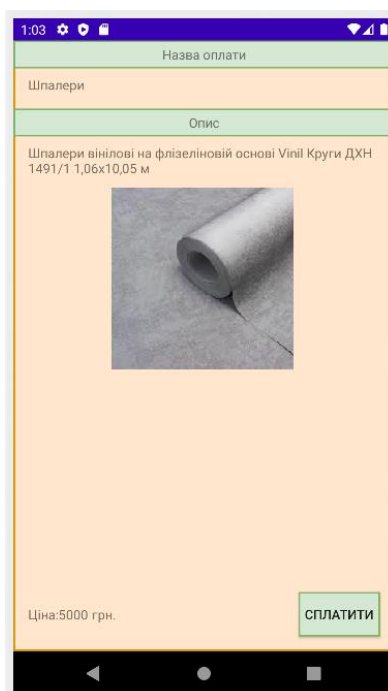 1:03
Назва оплати
Шпалери
Опис
Шпалери вінілові на флізеліновій основі Vinil Круги ДХН
1491/1 1,06х10,05 м
Ціна:5000 грн.
СПЛАТИТИ